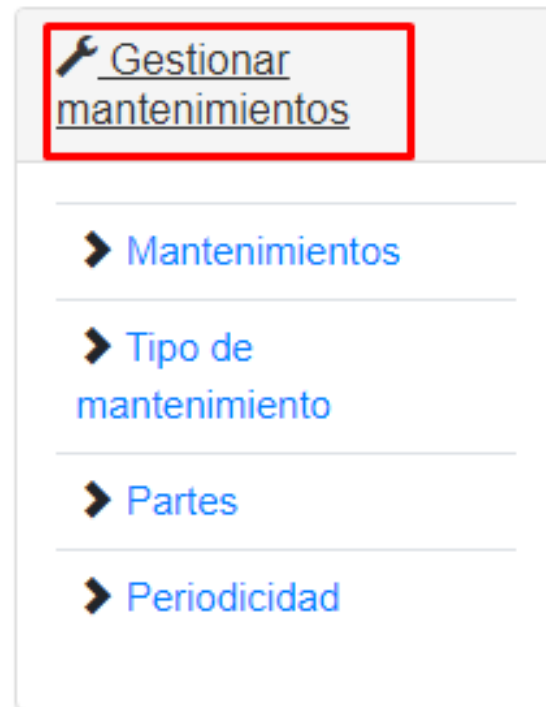 Gestionar
mantenimientos
Mantenimientos
Tipo de
mantenimiento
Partes
Periodicidad